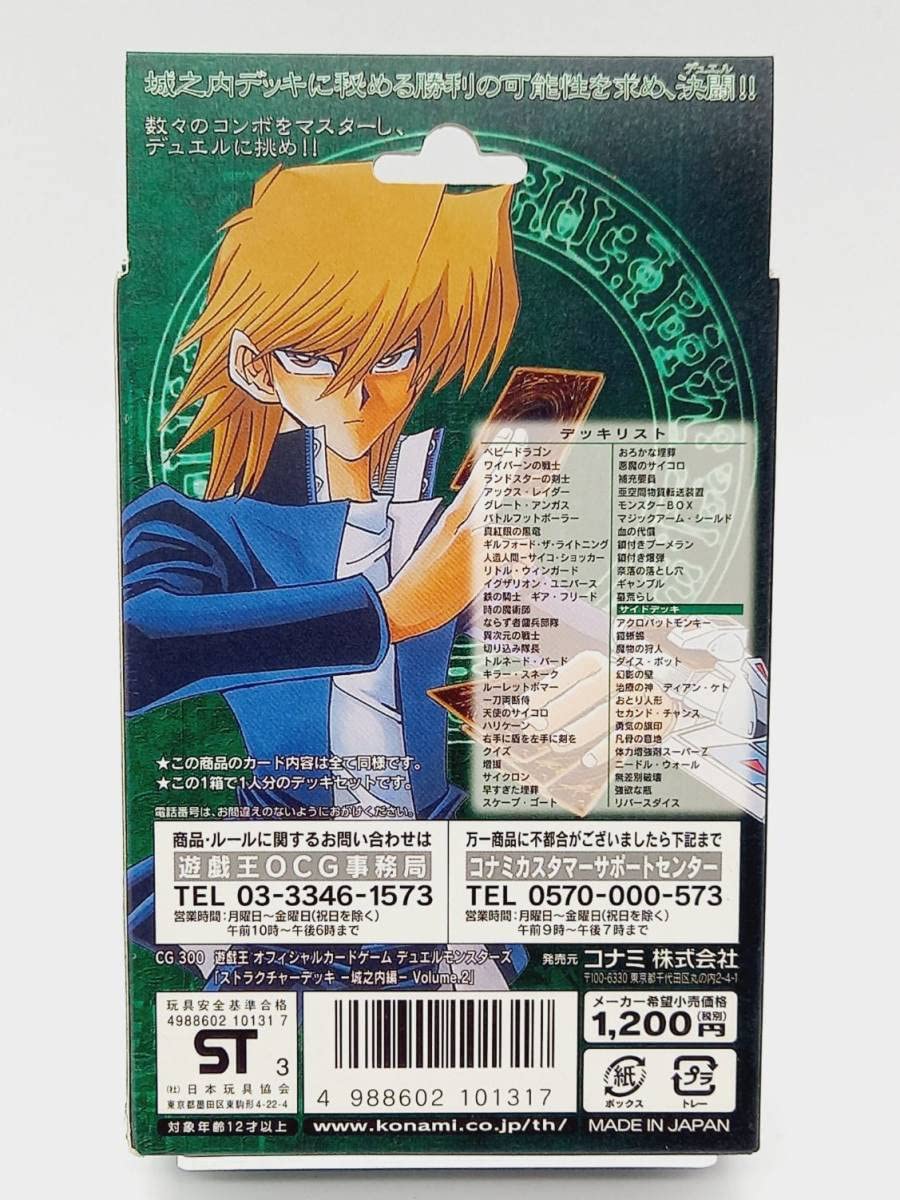 城之内デッキに秘める勝利の可能性を求め、決闘!!
デュエル
数々のコンボをマスターし、
デュエルに挑め!!
デッキリスト
ベビードラゴン
ワイバーンの戦士
ランドスターの剣士
アックス・レイダー
グレート・アンガス
バトルフットボーラー
真紅眼の黒竜
ギルフォード・ザ・ライトニング
人造人間-サイコ・ショッカー
リトル・ウィンガード
イグザリオン・ユニバース
鉄の騎士 ギア・フリード
時の魔術師
ならず者傭兵部隊
異次元の戦士
切り込み隊長
トルネード・バード
キラー・スネーク
ルーレットボマー
一刀両断侍
天使のサイコロ
ハリケーン
右手に盾を左手に剣を
クイズ
増援
サイクロン
早すぎた埋葬
スケープ・ゴート
おろかな埋葬
悪魔のサイコロ
補充要員
亜空間物質転送装置
モンスターBOX
マジックアーム・シールド
血の代償
鎖付きブーメラン
鎖付き爆弾
奈落の落とし穴
ギャンブル
墓荒らし
サイドデッキ
アクロバットモンキー
鎧蜥蜴
魔物の狩人
ダイス・ポット
幻影の壁
治療の神 ディアン・ケト
おとり人形
セカンド・チャンス
勇気の旗印
凡骨の意地
体力増強剤スーパーZ
ニードル・ウォール
無差別破壊
強欲な瓶
リバースダイス
★この商品のカード内容は全て同様です。
★この1箱で1人分のデッキセットです。
電話番号は、お間違えのないようにおかけください。
商品・ルールに関するお問い合わせは
遊戯王OCG事務局
TEL 03-3346-1573
営業時間:月曜日~金曜日(祝日を除く)
午前10時~午後6時まで
万一商品に不都合がございましたら下記まで
コナミカスタマーサポートセンター
TEL 0570-000-573
営業時間:月曜日~金曜日(祝日を除く)
午前9時~午後7時まで
CG 300 遊戯王 オフィシャルカードゲーム デュエルモンスターズ
「ストラクチャーデッキ -城之内編- Volume.2」
発売元 コナミ 株式会社
〒100-6330 東京都千代田区丸の内2-4-1
玩具安全基準合格
4988602 10131 7
ST 3
(社)日本玩具協会
東京都墨田区東駒形4-22-4
対象年齢12才以上
4 988602 101317
www.konami.co.jp/th/
メーカー希望小売価格
1,200円(税別)
紙
ボックス
プラ
トレー
MADE IN JAPAN